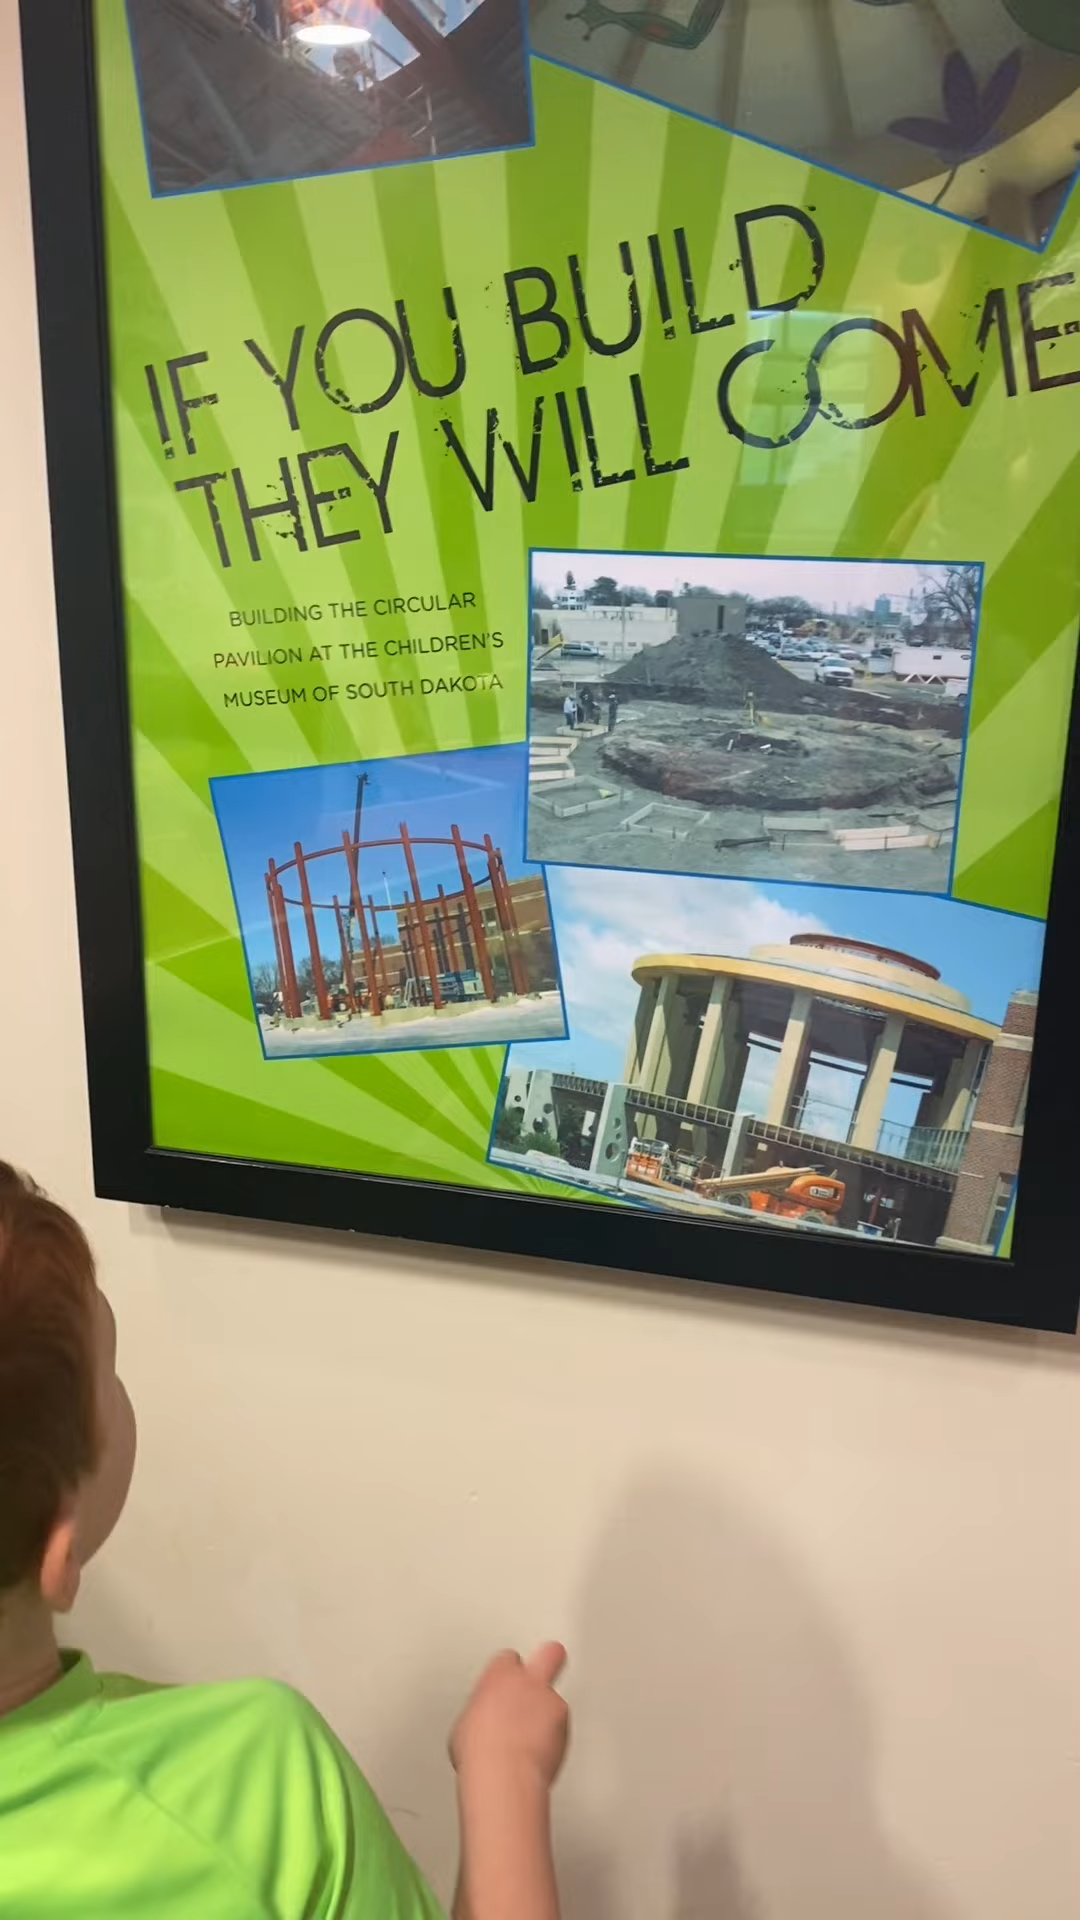 IF YOU BUILD
THEY WILL COME
BUILDING THE CIRCULAR
PAVILION AT THE CHILDREN'S
MUSEUM OF SOUTH DAKOTA